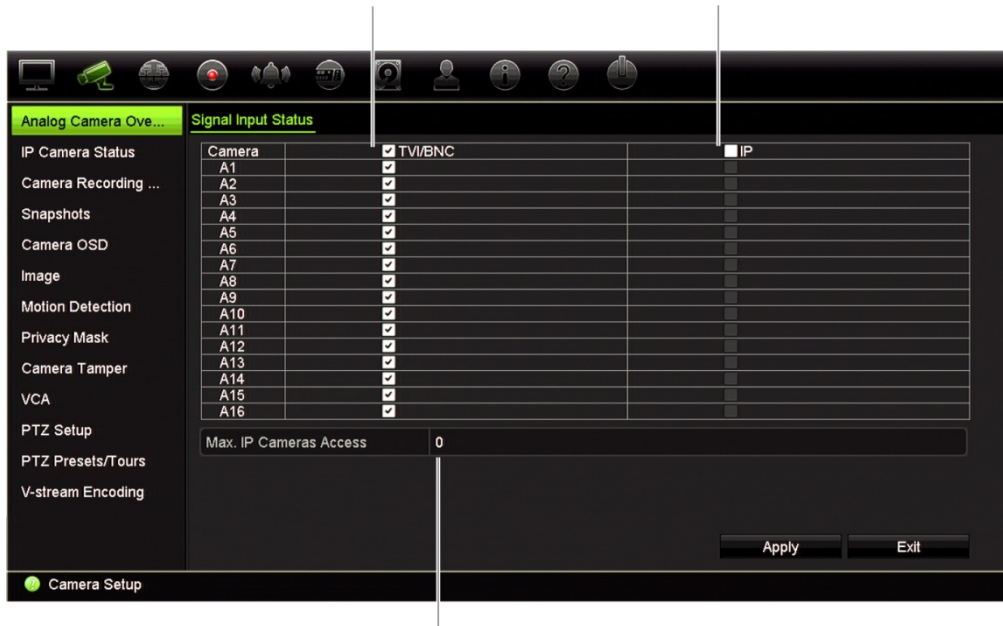 Analog Camera Ove...
Signal Input Status
IP Camera Status
Camera Recording ...
Snapshots
Camera OSD
Image
Motion Detection
Privacy Mask
Camera Tamper
VCA
PTZ Setup
PTZ Presets/Tours
V-stream Encoding
Camera TVI/BNC IP
A1
A2
A3
A4
A5
A6
A7
A8
A9
A10
A11
A12
A13
A14
A15
A16
Max. IP Cameras Access 0
Apply Exit
Camera Setup